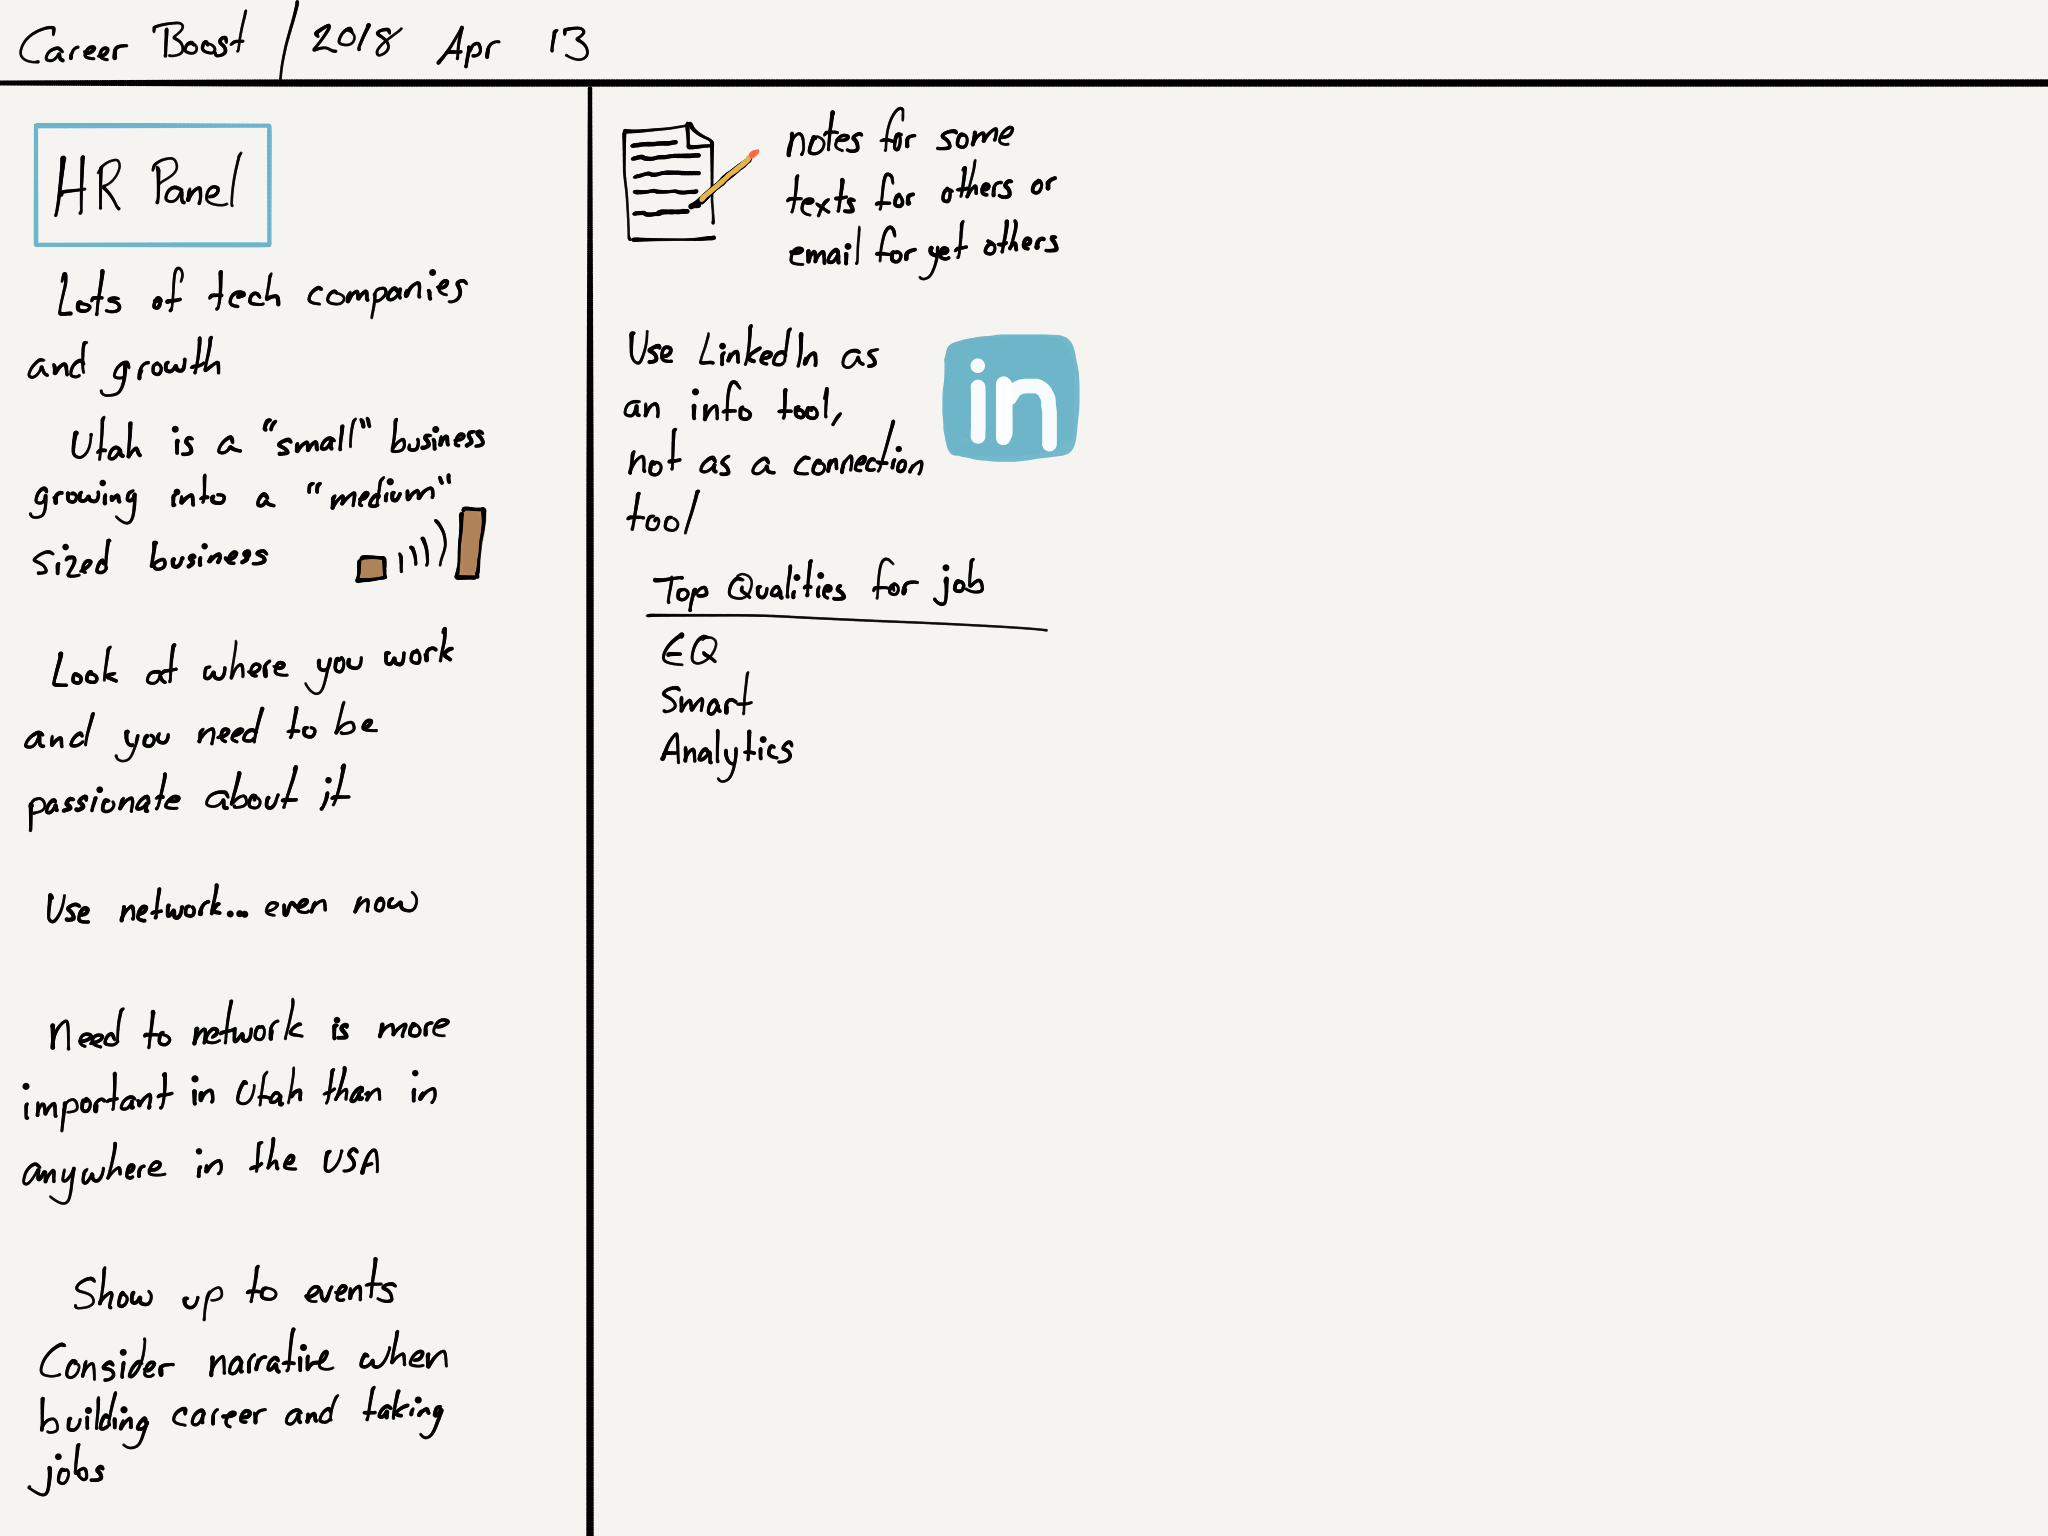 Career Boost / 2018 Apr 13
HR Panel
Lots of tech companies
and growth
Utah is a "small" business
growing into a "medium"
sized business
Look at where you work
and you need to be
passionate about it
Use network... even now
Need to network is more
important in Utah than in
anywhere in the USA
Show up to events
Consider narrative when
building career and taking
jobs
notes for some
texts for others or
email for yet others
Use LinkedIn as
an info tool,
not as a connection
tool
in
Top Qualities for job
EQ
Smart
Analytics